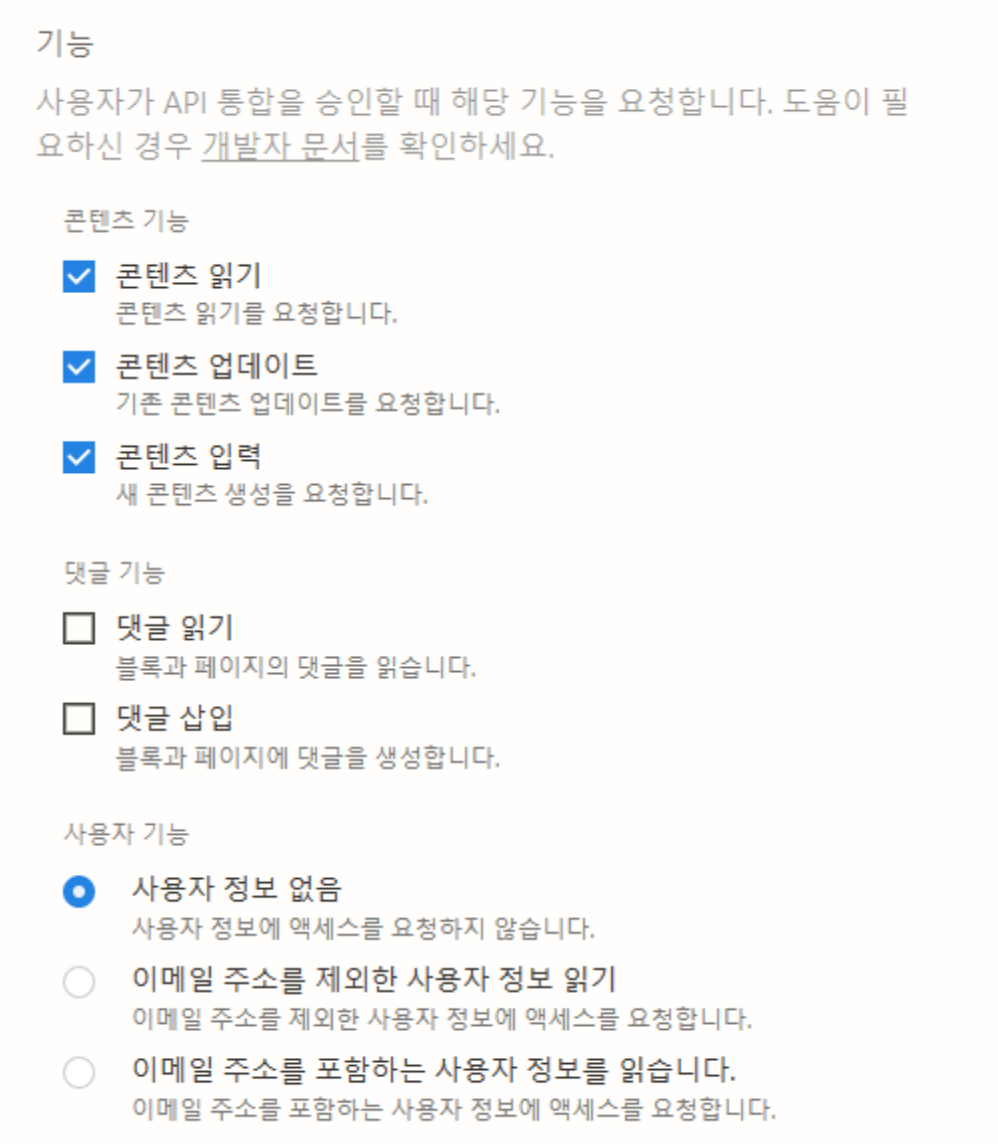 기능
사용자가 API 통합을 승인할 때 해당 기능을 요청합니다. 도움이 필
요하신 경우 개발자 문서를 확인하세요.
콘텐츠 기능
콘텐츠 읽기
콘텐츠 읽기를 요청합니다.
콘텐츠 업데이트
기존 콘텐츠 업데이트를 요청합니다.
콘텐츠 입력
새 콘텐츠 생성을 요청합니다.
댓글 기능
댓글 읽기
블록과 페이지의 댓글을 읽습니다.
댓글 삽입
블록과 페이지에 댓글을 생성합니다.
사용자 기능
사용자 정보 없음
사용자 정보에 액세스를 요청하지 않습니다.
이메일 주소를 제외한 사용자 정보 읽기
이메일 주소를 제외한 사용자 정보에 액세스를 요청합니다.
이메일 주소를 포함하는 사용자 정보를 읽습니다.
이메일 주소를 포함하는 사용자 정보에 액세스를 요청합니다.